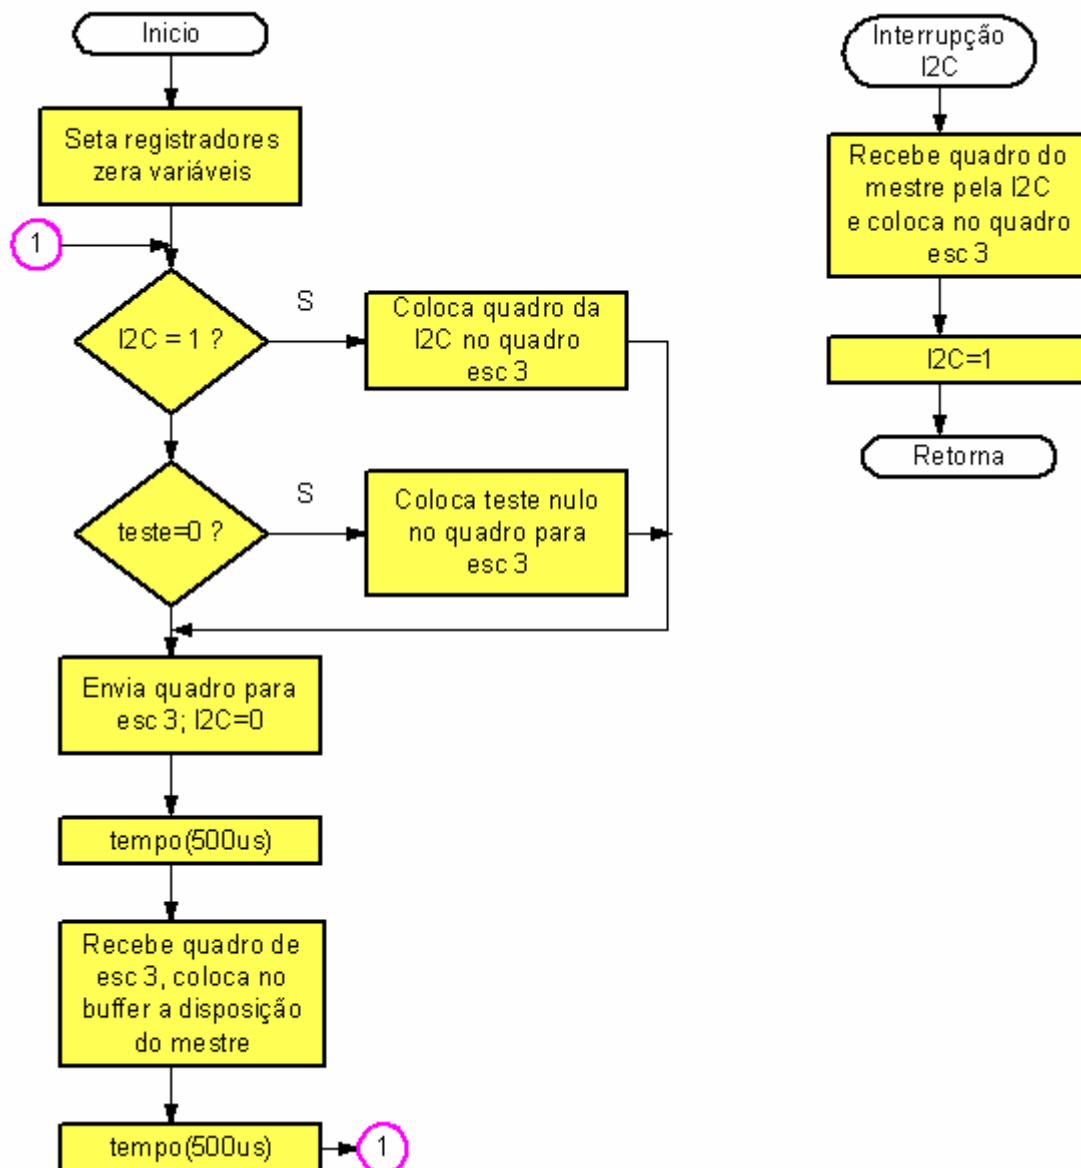 Inicio
Seta registradores
zera variáveis
1
I2C = 1 ?
S
Coloca quadro da
I2C no quadro
esc 3
teste=0 ?
S
Coloca teste nulo
no quadro para
esc 3
Envia quadro para
esc 3; I2C=0
tempo(500us)
Recebe quadro de
esc 3, coloca no
buffer a disposição
do mestre
tempo(500us)
1
Interrupção
I2C
Recebe quadro do
mestre pela I2C
e coloca no quadro
esc 3
I2C=1
Retorna